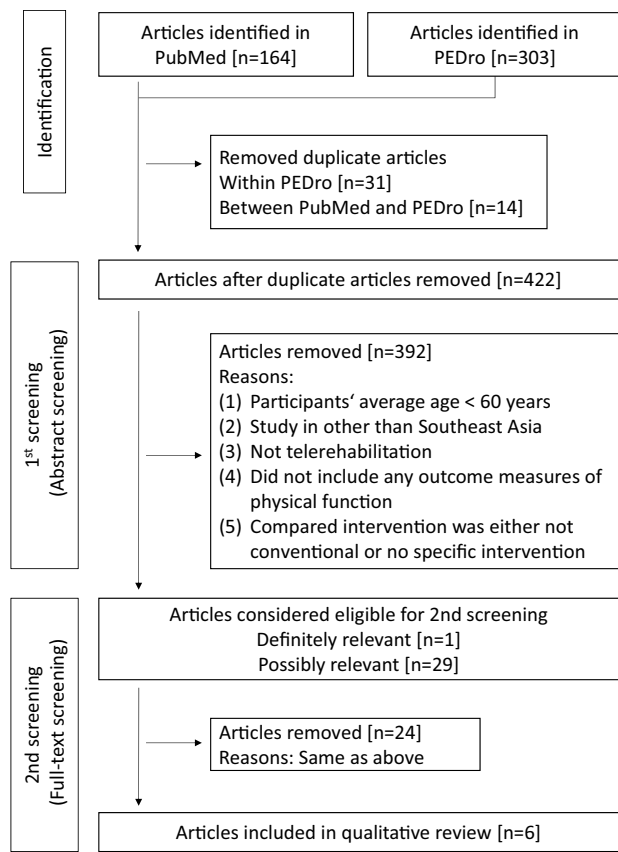 Identification
Articles identified in
PubMed [n=164]
Articles identified in
PEDro [n=303]
Removed duplicate articles
Within PEDro [n=31]
Between PubMed and PEDro [n=14]
1st screening
(Abstract screening)
Articles after duplicate articles removed [n=422]
Articles removed [n=392]
Reasons:
(1) Participants‘ average age < 60 years
(2) Study in other than Southeast Asia
(3) Not telerehabilitation
(4) Did not include any outcome measures of
physical function
(5) Compared intervention was either not
conventional or no specific intervention
2nd screening
(Full-text screening)
Articles considered eligible for 2nd screening
Definitely relevant [n=1]
Possibly relevant [n=29]
Articles removed [n=24]
Reasons: Same as above
Articles included in qualitative review [n=6]